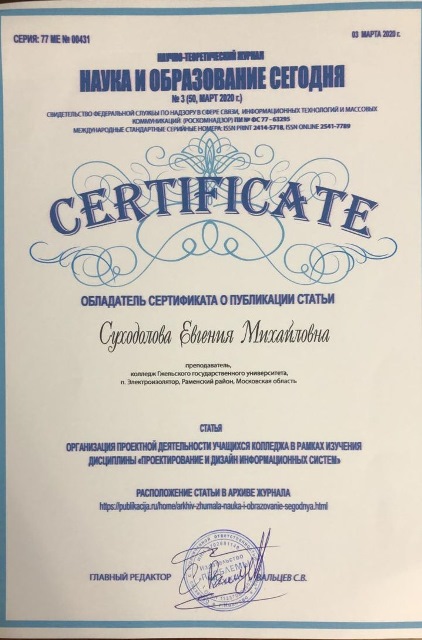 СЕРИЯ: 77 МЕ № 00431
03 МАРТА 2020 г.
НАУЧНО-ТЕОРЕТИЧЕСКИЙ ЖУРНАЛ
НАУКА И ОБРАЗОВАНИЕ СЕГОДНЯ
№ 3 (50, МАРТ 2020 г.)
СВИДЕТЕЛЬСТВО ФЕДЕРАЛЬНОЙ СЛУЖБЫ ПО НАДЗОРУ В СФЕРЕ СВЯЗИ, ИНФОРМАЦИОННЫХ ТЕХНОЛОГИЙ И МАССОВЫХ
КОММУНИКАЦИЙ (РОСКОМНАДЗОР) ПИ № ФС 77 - 63295
МЕЖДУНАРОДНЫЕ СТАНДАРТНЫЕ СЕРИЙНЫЕ НОМЕРА: ISSN PRINT 2414-5718, ISSN ONLINE 2541-7789
CERTIFICATE
ОБЛАДАТЕЛЬ СЕРТИФИКАТА О ПУБЛИКАЦИИ СТАТЬИ
Суходолова Евгения Михайловна
преподаватель,
колледж Гжельского государственного университета,
п. Электроизолятор, Раменский район, Московская область
СТАТЬЯ
ОРГАНИЗАЦИЯ ПРОЕКТНОЙ ДЕЯТЕЛЬНОСТИ УЧАЩИХСЯ КОЛЛЕДЖА В РАМКАХ ИЗУЧЕНИЯ
ДИСЦИПЛИНЫ «ПРОЕКТИРОВАНИЕ И ДИЗАЙН ИНФОРМАЦИОННЫХ СИСТЕМ»
РАСПОЛОЖЕНИЕ СТАТЬИ В АРХИВЕ ЖУРНАЛА
https://publikacija.ru/home/arkhiv-zhurnala-nauka-i-obrazovanie-segodnya.html
ГЛАВНЫЙ РЕДАКТОР
ВАЛЬЦЕВ С.В.
Издательство
«ПРОБЛЕМЫ